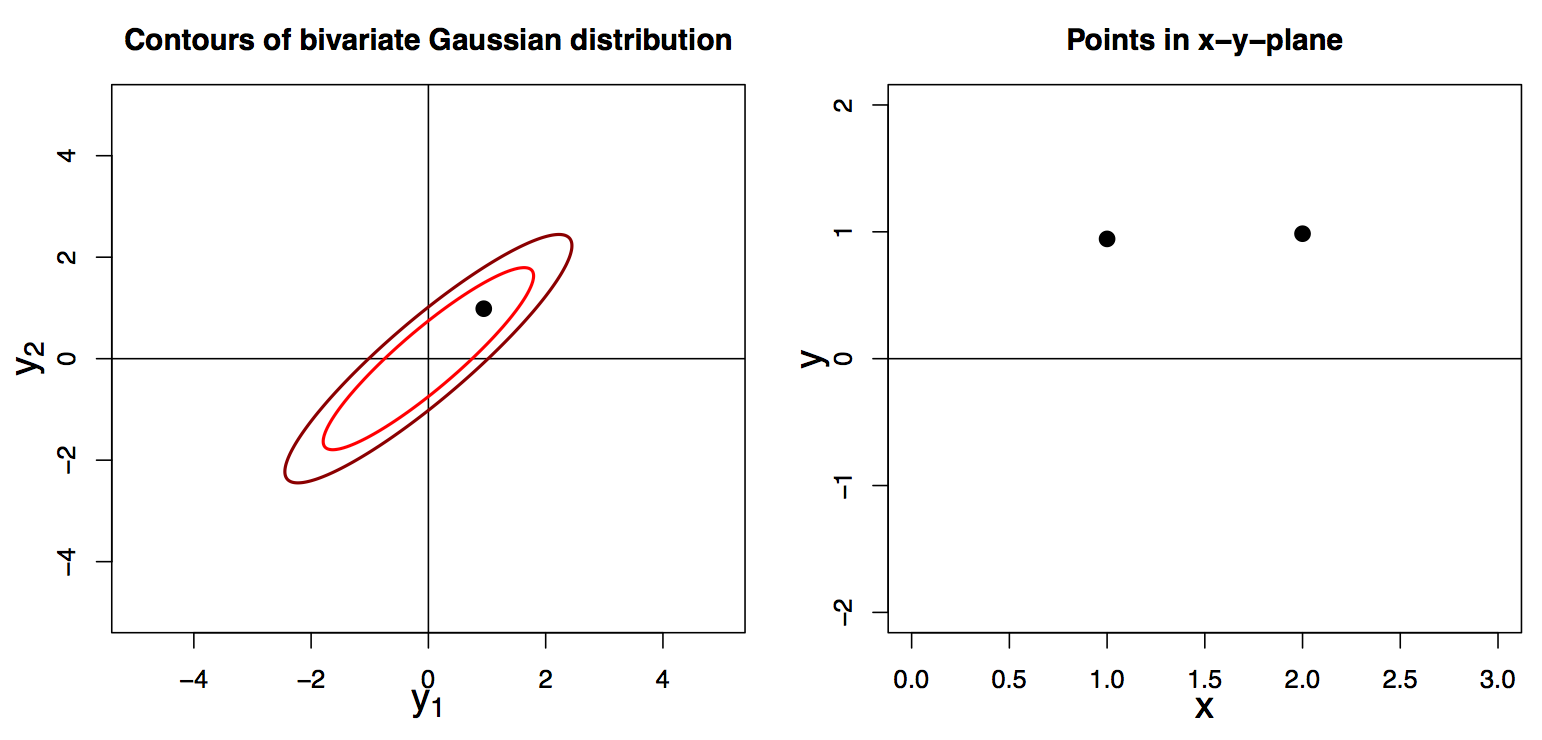 Contours of bivariate Gaussian distribution
4
2
0
−2
−4
y2
−4 −2 0 2 4
y1
Points in x−y−plane
2
1
0
−1
−2
y
0.0 0.5 1.0 1.5 2.0 2.5 3.0
x